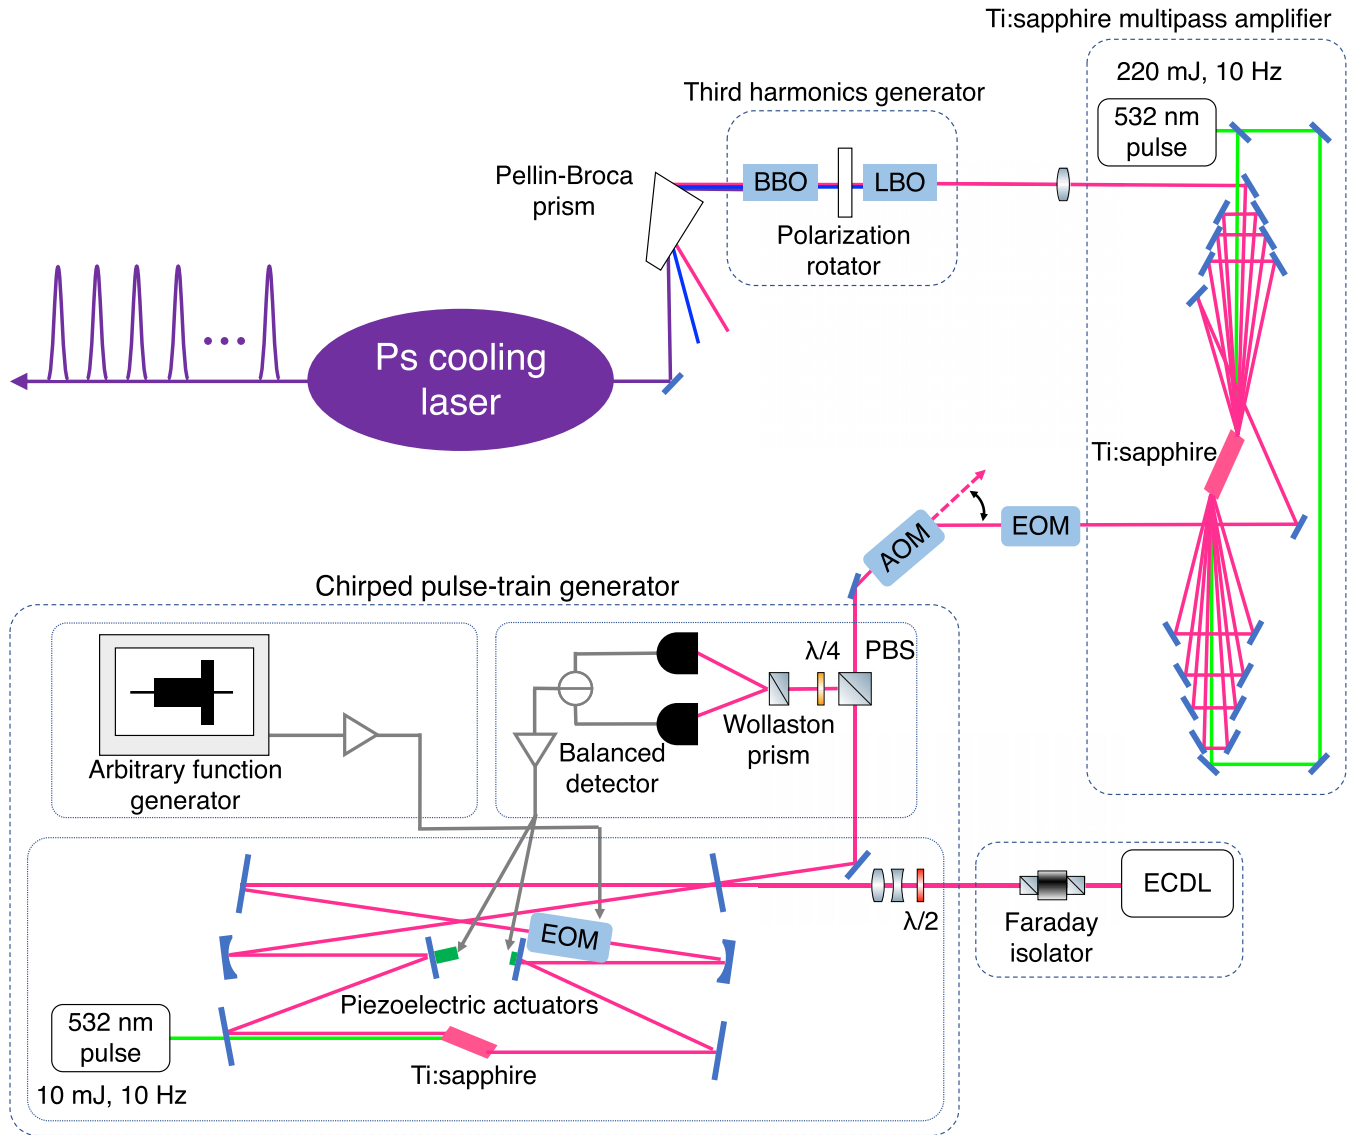 Ti:sapphire multipass amplifier
220 mJ, 10 Hz
532 nm
pulse
Third harmonics generator
Pellin-Broca
prism
BBO
LBO
Polarization
rotator
Ps cooling
laser
Ti:sapphire
AOM
EOM
Chirped pulse-train generator
λ/4
PBS
Wollaston
prism
Balanced
detector
Arbitrary function
generator
EOM
λ/2
Faraday
isolator
ECDL
Piezoelectric actuators
532 nm
pulse
10 mJ, 10 Hz
Ti:sapphire